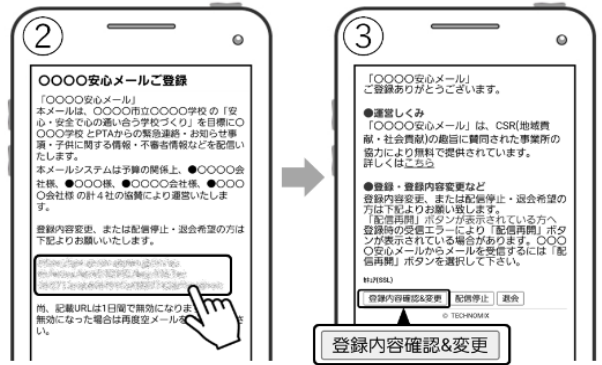 ②
〇〇〇〇安心メールご登録
「〇〇〇〇安心メール」
本メールは、〇〇〇〇市立〇〇〇〇学校 の「安
心・安全で心の通い合う学校づくり」を目標に〇
〇〇〇学校 とPTAからの緊急連絡・お知らせ事
項・子供に関する情報・不審者情報などを配信い
たします。
本メールシステムは予算の関係上、●〇〇〇〇会
社様、●〇〇〇様、●〇〇〇〇会社様、●〇〇〇
〇会社様 の計４社の協賛により運営いたしま
す。
登録内容変更、または配信停止・退会希望の方は
下記よりお願いいたします。
尚、記載URLは1日間で無効になりま
無効になった場合は再度空メールを
い。
③
「〇〇〇〇安心メール」
ご登録ありがとうございます。
●運営しくみ
「〇〇〇〇安心メール」は、CSR(地域貢
献・社会貢献)の趣旨に賛同された事業所の
協力により無料で提供されています。
詳しくはこちら
●登録・登録内容変更など
登録内容変更、または配信停止・退会希望の
方は下記よりお願い致します。
「配信再開」ボタンが表示されている方へ
登録時の受信エラーにより「配信再開」ボタ
ンが表示されている場合があります。〇〇〇
〇安心メールからメールを受信するには「配
信再開」ボタンを選択して下さい。
ｾｷｭｱ(SSL)
登録内容確認&変更 配信停止 退会
© TECHNOMIX
登録内容確認&変更